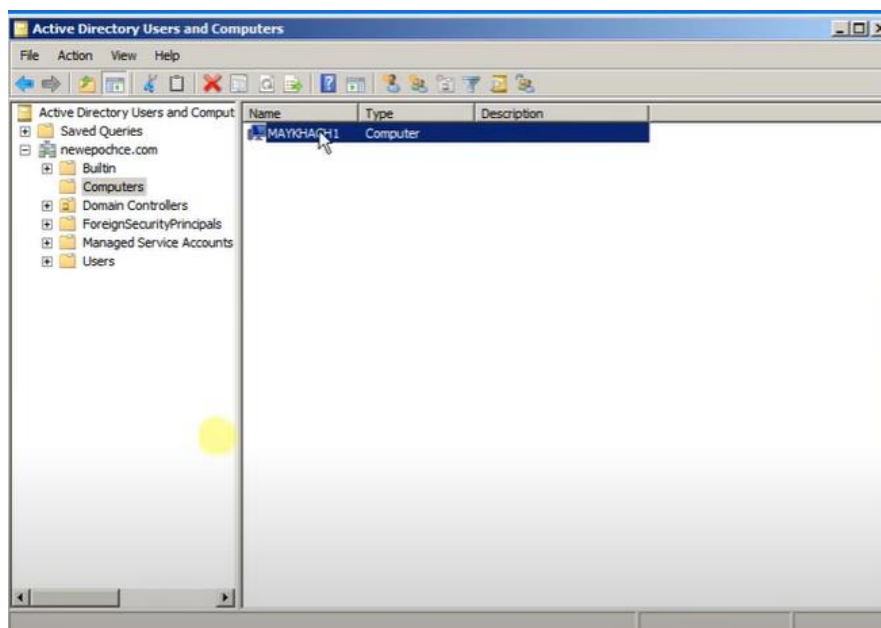 Active Directory Users and Computers
File Action View Help
Active Directory Users and Comput
Saved Queries
newepochce.com
Builtin
Computers
Domain Controllers
ForeignSecurityPrincipals
Managed Service Accounts
Users
Name Type Description
MAYKHACH1 Computer